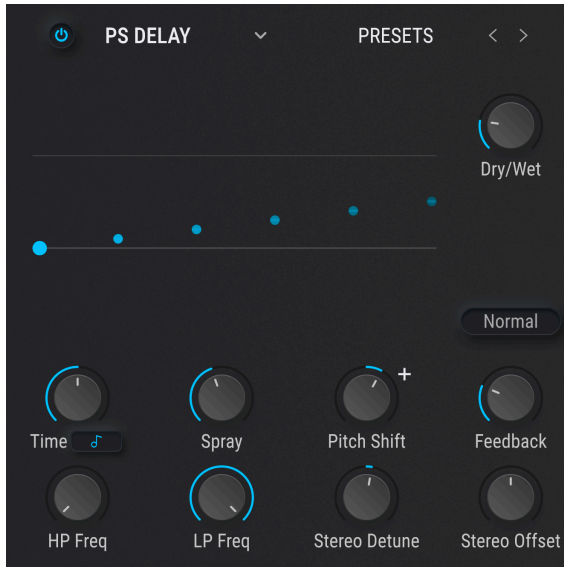 PS DELAY PRESETS
Dry/Wet
Normal
Time Spray Pitch Shift Feedback
HP Freq LP Freq Stereo Detune Stereo Offset